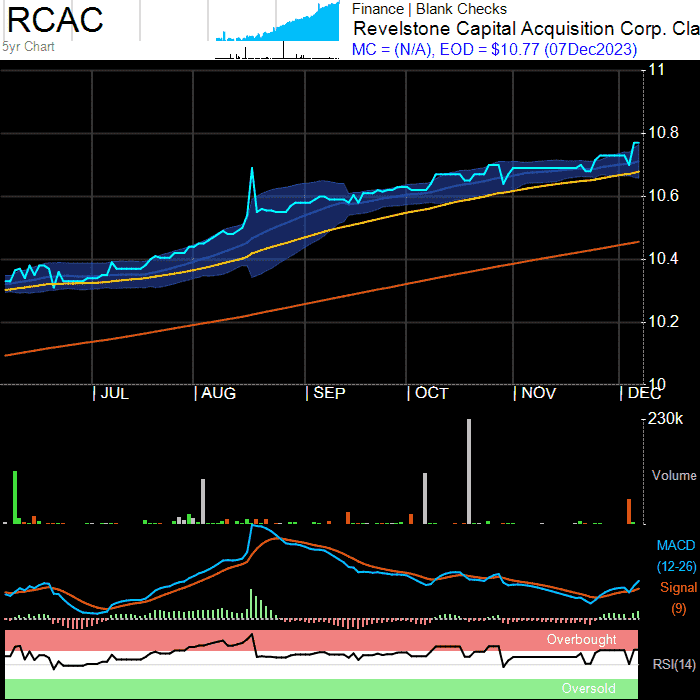 RCAC
5yr Chart
Finance | Blank Checks
Revelstone Capital Acquisition Corp. Cla
MC = (N/A), EOD = $10.77 (07Dec2023)
11
10.8
10.6
10.4
10.2
10
| JUL | AUG | SEP | OCT | NOV | DEC
230k
Volume
MACD
(12-26)
Signal
(9)
Overbought
RSI(14)
Oversold